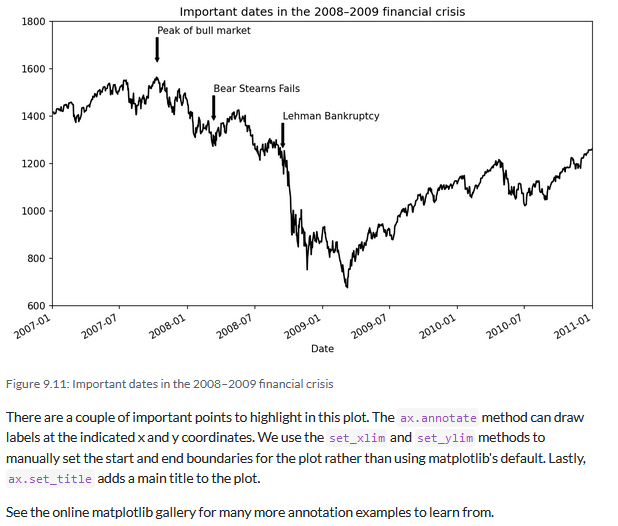 Important dates in the 2008–2009 financial crisis
1800
Peak of bull market
1600
Bear Stearns Fails
1400
Lehman Bankruptcy
1200
1000
800
600
2007-01
2007-07
2008-01
2008-07
2009-01
2009-07
2010-01
2010-07
2011-01
Date
Figure 9.11: Important dates in the 2008–2009 financial crisis
There are a couple of important points to highlight in this plot. The ax.annotate method can draw
labels at the indicated x and y coordinates. We use the set_xlim and set_ylim methods to
manually set the start and end boundaries for the plot rather than using matplotlib's default. Lastly,
ax.set_title adds a main title to the plot.
See the online matplotlib gallery for many more annotation examples to learn from.